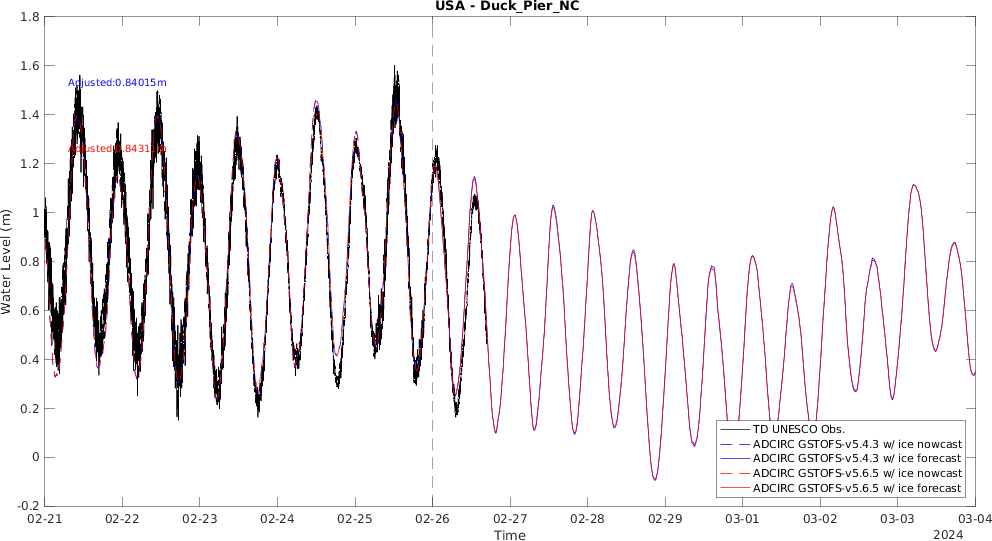 USA - Duck_Pier_NC
Water Level (m)
1.8
1.6
1.4
1.2
1
0.8
0.6
0.4
0.2
0
-0.2
Adjusted:0.84015m
TD UNESCO Obs.
ADCIRC GSTOFS-v5.4.3 w/ ice nowcast
ADCIRC GSTOFS-v5.4.3 w/ ice forecast
ADCIRC GSTOFS-v5.6.5 w/ ice nowcast
ADCIRC GSTOFS-v5.6.5 w/ ice forecast
02-21 02-22 02-23 02-24 02-25 02-26 02-27 02-28 02-29 03-01 03-02 03-03 03-04
Time
2024